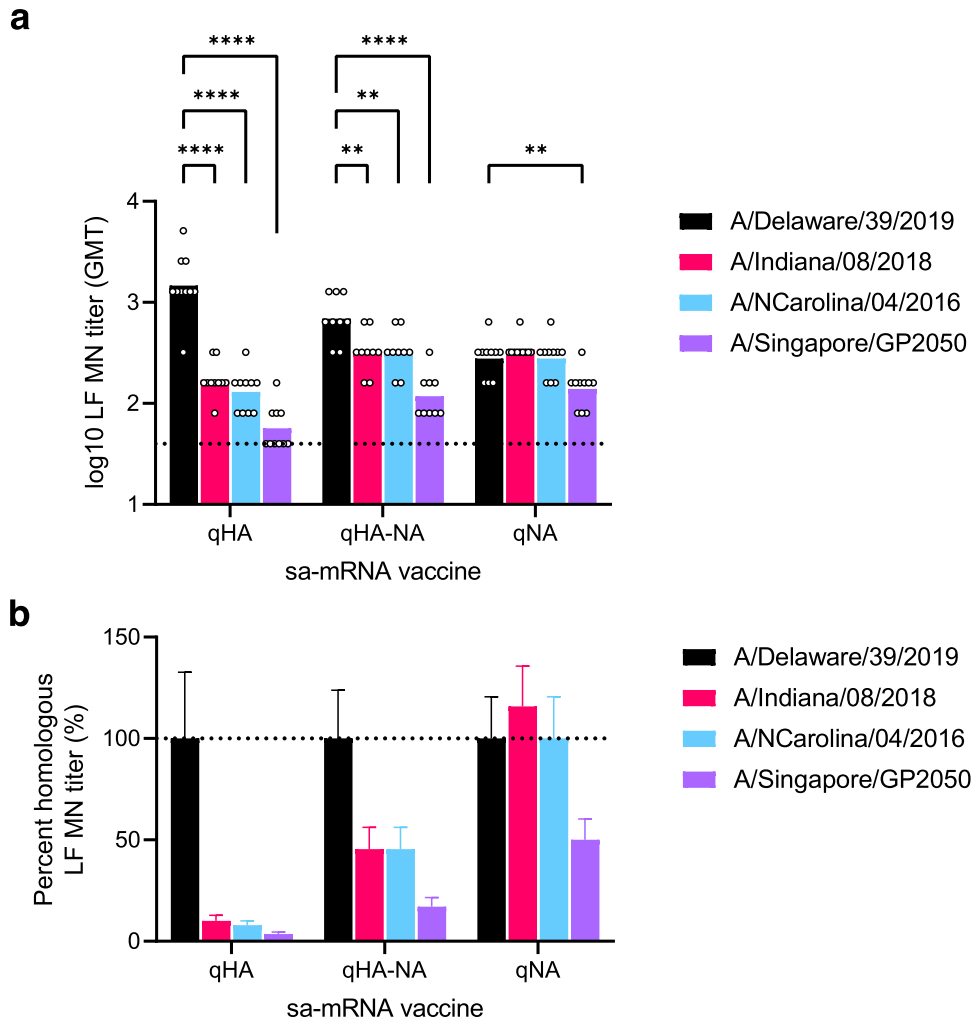 a
****
****
****
****
**
**
**
4
3
2
1
log10 LF MN titer (GMT)
qHA
qHA-NA
qNA
sa-mRNA vaccine
A/Delaware/39/2019
A/Indiana/08/2018
A/NCarolina/04/2016
A/Singapore/GP2050
b
150
100
50
0
Percent homologous
LF MN titer (%)
qHA
qHA-NA
qNA
sa-mRNA vaccine
A/Delaware/39/2019
A/Indiana/08/2018
A/NCarolina/04/2016
A/Singapore/GP2050